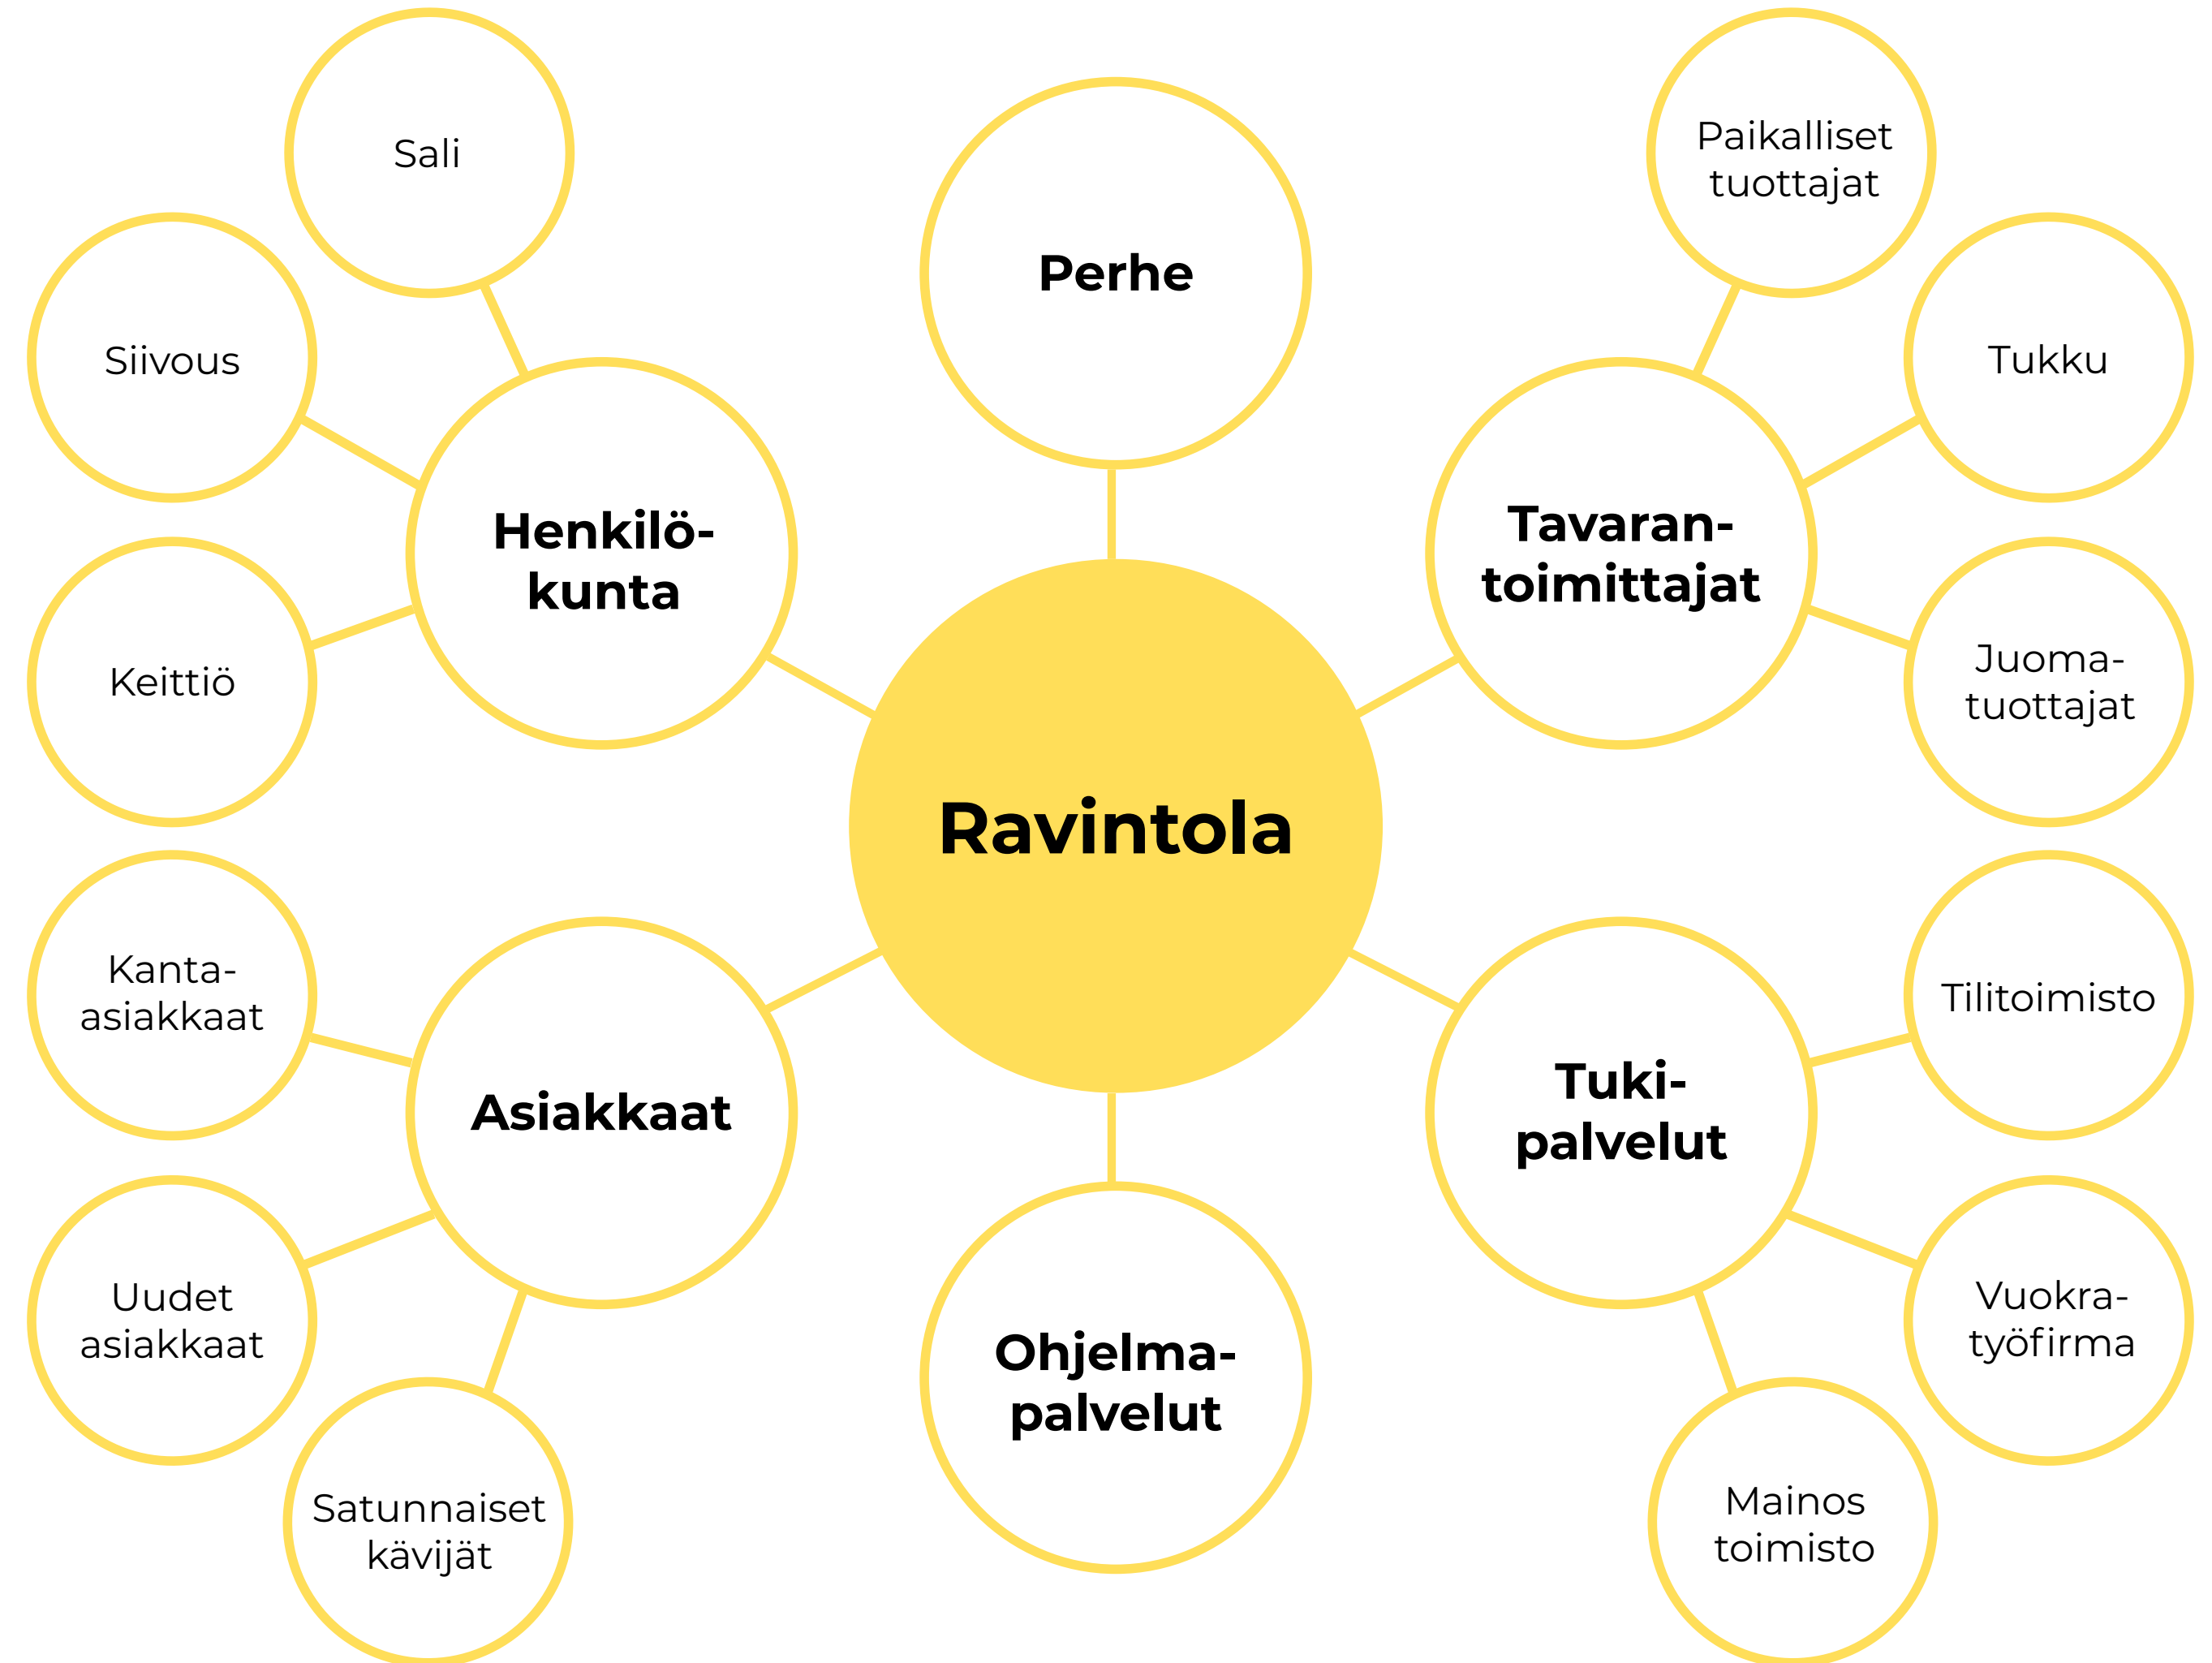 Sali
Siivous
Keittiö
Henkilö-
kunta
Perhe
Paikalliset
tuottajat
Tukku
Juoma-
tuottajat
Tavaran-
toimittajat
Ravintola
Kanta-
asiakkaat
Uudet
asiakkaat
Satunnaiset
kävijät
Asiakkaat
Ohjelma-
palvelut
Tuki-
palvelut
Tilitoimisto
Vuokra-
työfirma
Mainos
toimisto